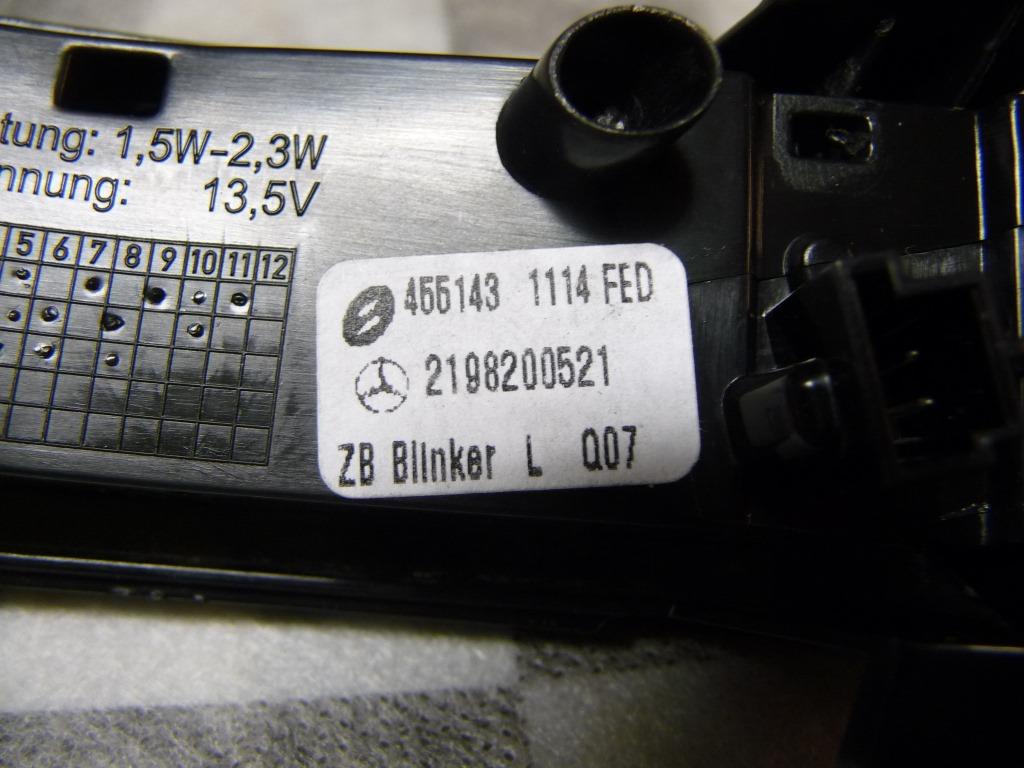 tung: 1,5W-2,3W
nnung: 13,5V
5 6 7 8 9 10 11 12
455143 1114 FED
2198200521
ZB Blinker L Q07